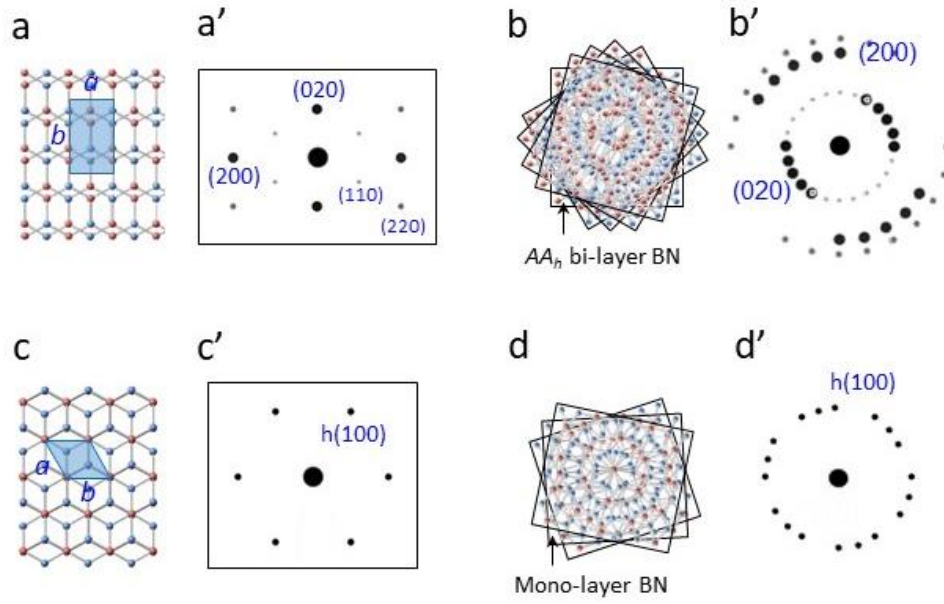 a
a
b
a’
(020)
(200)
(110)
(220)
b
AAh bi-layer BN
b’
(200)
(020)
c
a
b
c’
h(100)
d
Mono-layer BN
d’
h(100)